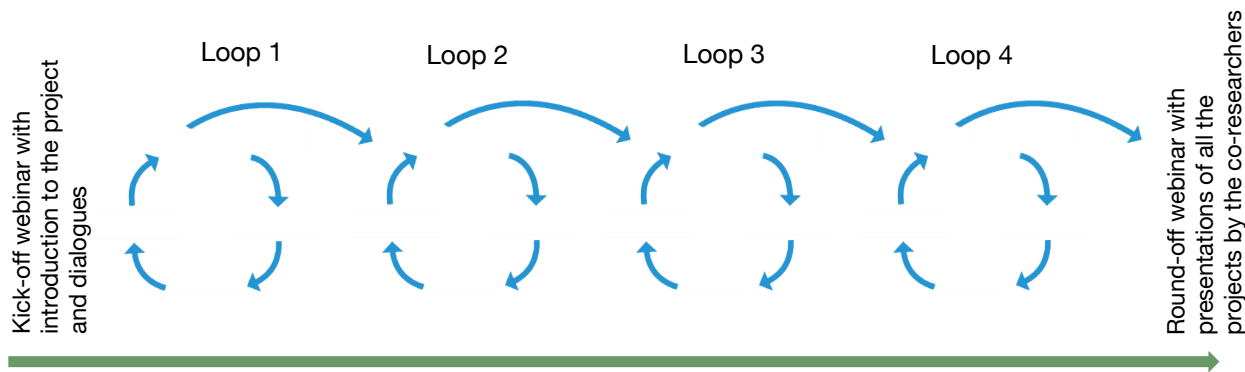 Kick-off webinar with
introduction to the project
and dialogues
Loop 1
Loop 2
Loop 3
Loop 4
Round-off webinar with
presentations of all the
projects by the co-researchers